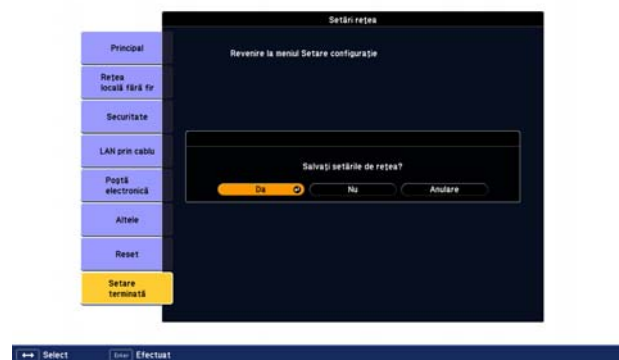 Setări rețea
Principal
Revenire la meniul Setare configurație
Rețea
locală fără fir
Securitate
LAN prin cablu
Salvați setările de rețea?
Da
Nu
Anulare
Poștă
electronică
Altele
Reset
Setare
terminată
Select
Enter
Efectuat